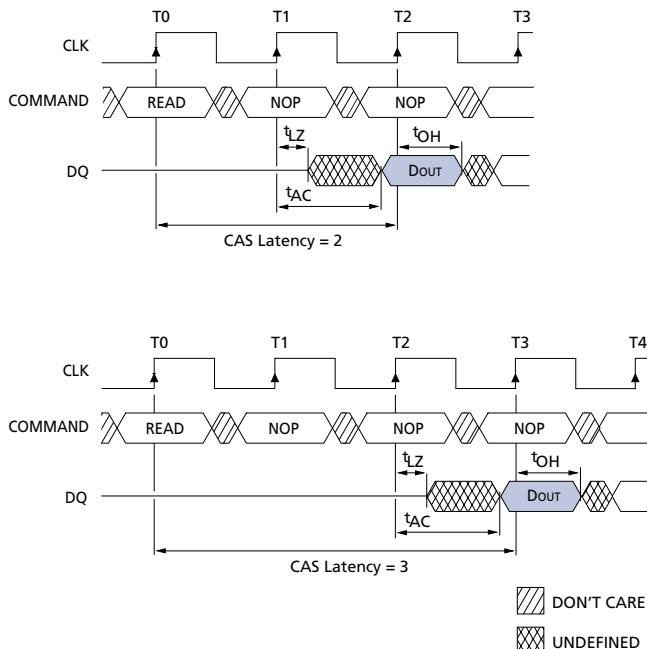 T0 T1 T2 T3
CLK
COMMAND READ NOP NOP
tLZ tOH
DQ DOUT
tAC
CAS Latency = 2
T0 T1 T2 T3 T4
CLK
COMMAND READ NOP NOP NOP
tLZ tOH
DQ DOUT
tAC
CAS Latency = 3
DON'T CARE
UNDEFINED